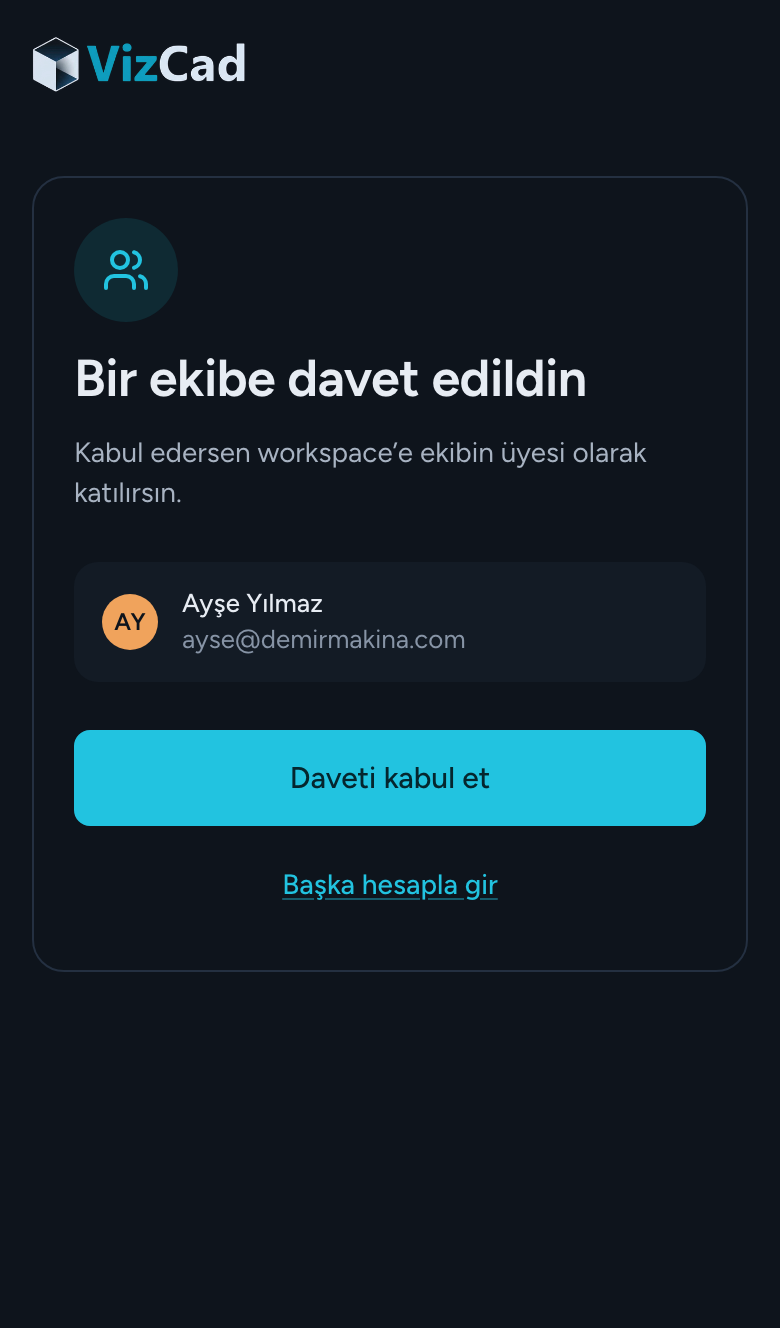 VizCad
Bir ekibe davet edildin
Kabul edersen workspace’e ekibin üyesi olarak
katılırsın.
AY
Ayşe Yılmaz
ayse@demirmakina.com
Daveti kabul et
Başka hesapla gir